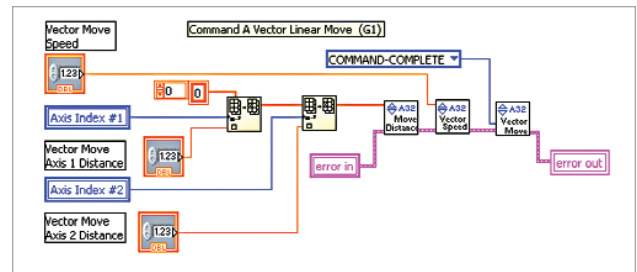 Vector Move
Speed
Command A Vector Linear Move (G1)
1.23
DBL
COMMAND-COMPLETE
0
0
Axis Index #1
A32
Move
Distance
A32
Vector
Speed
A32
Vector
Move
Vector Move
Axis 1 Distance
1.23
DBL
error in
error out
Axis Index #2
Vector Move
Axis 2 Distance
1.23
DBL